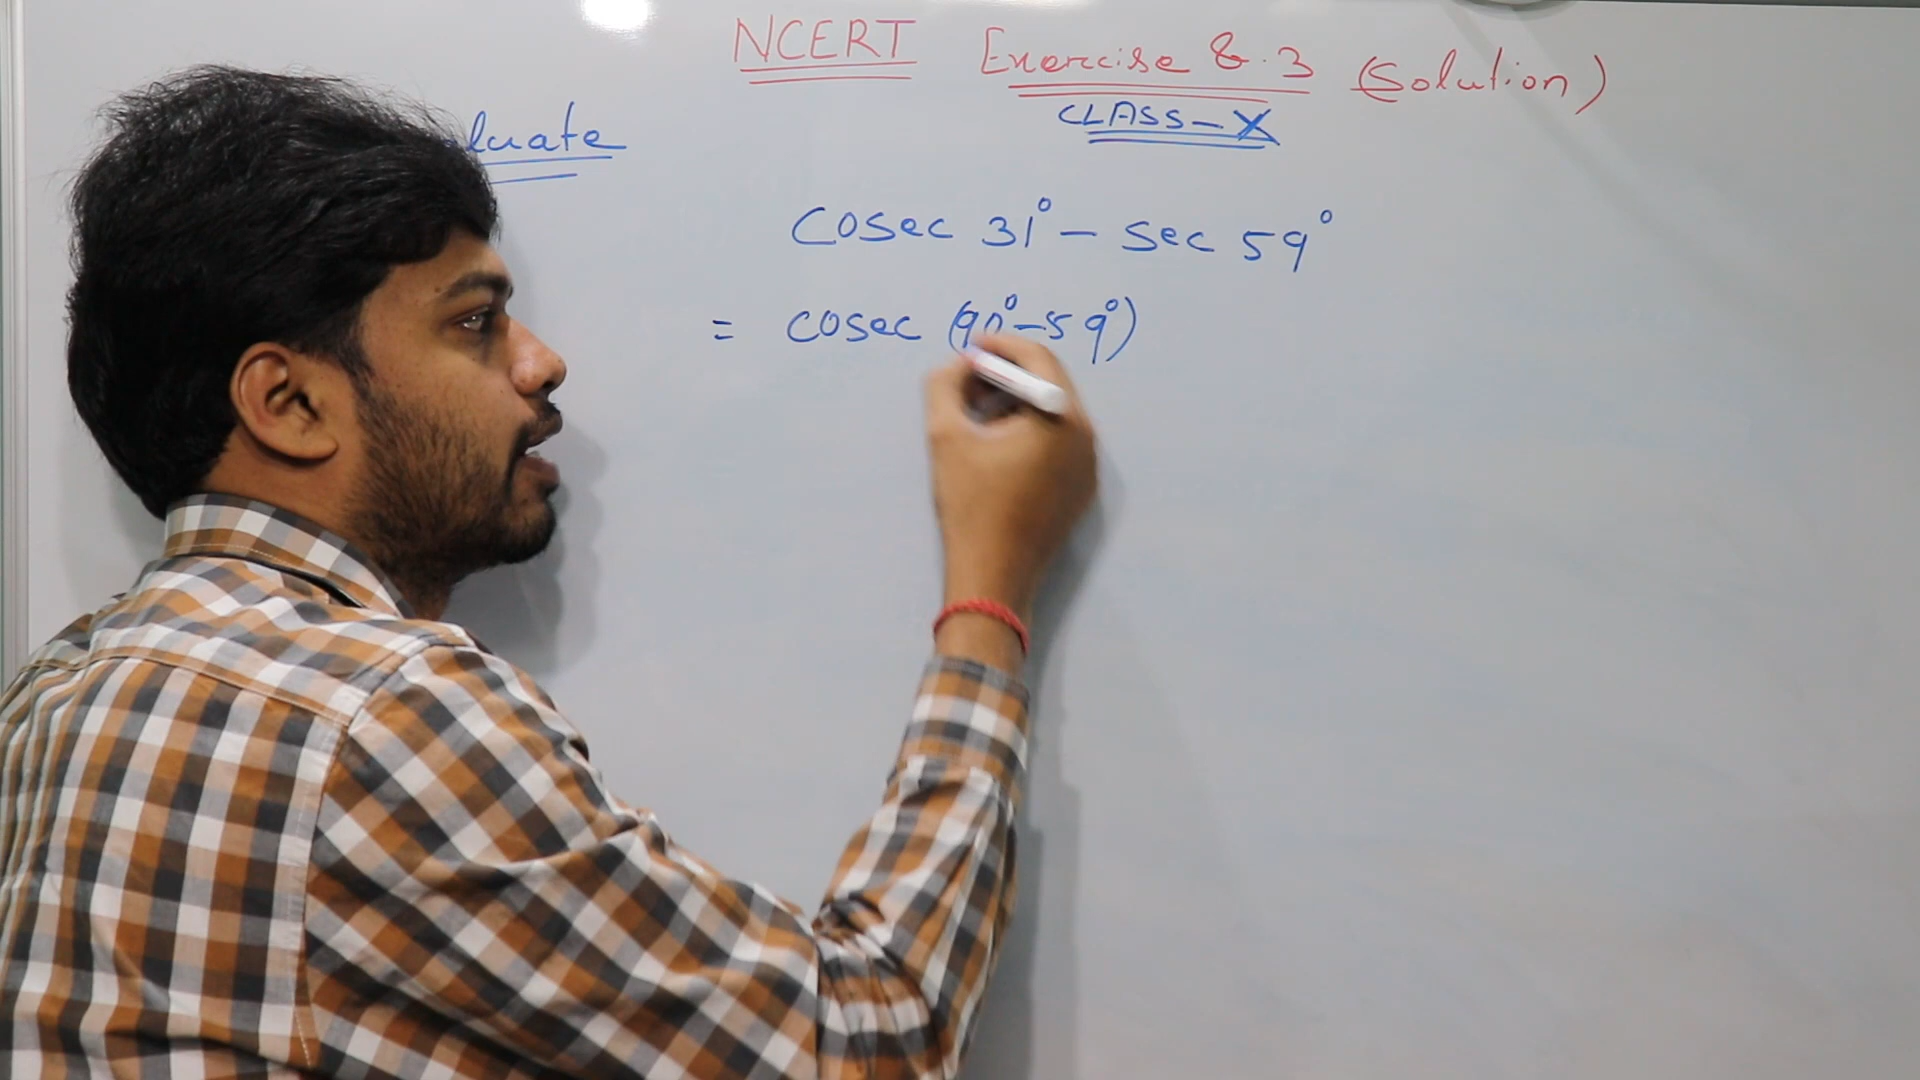 NCERT Exercise 8.3 (Solution)
CLASS-X
luate
cosec 31° - sec 59°
= cosec (90°-59°)